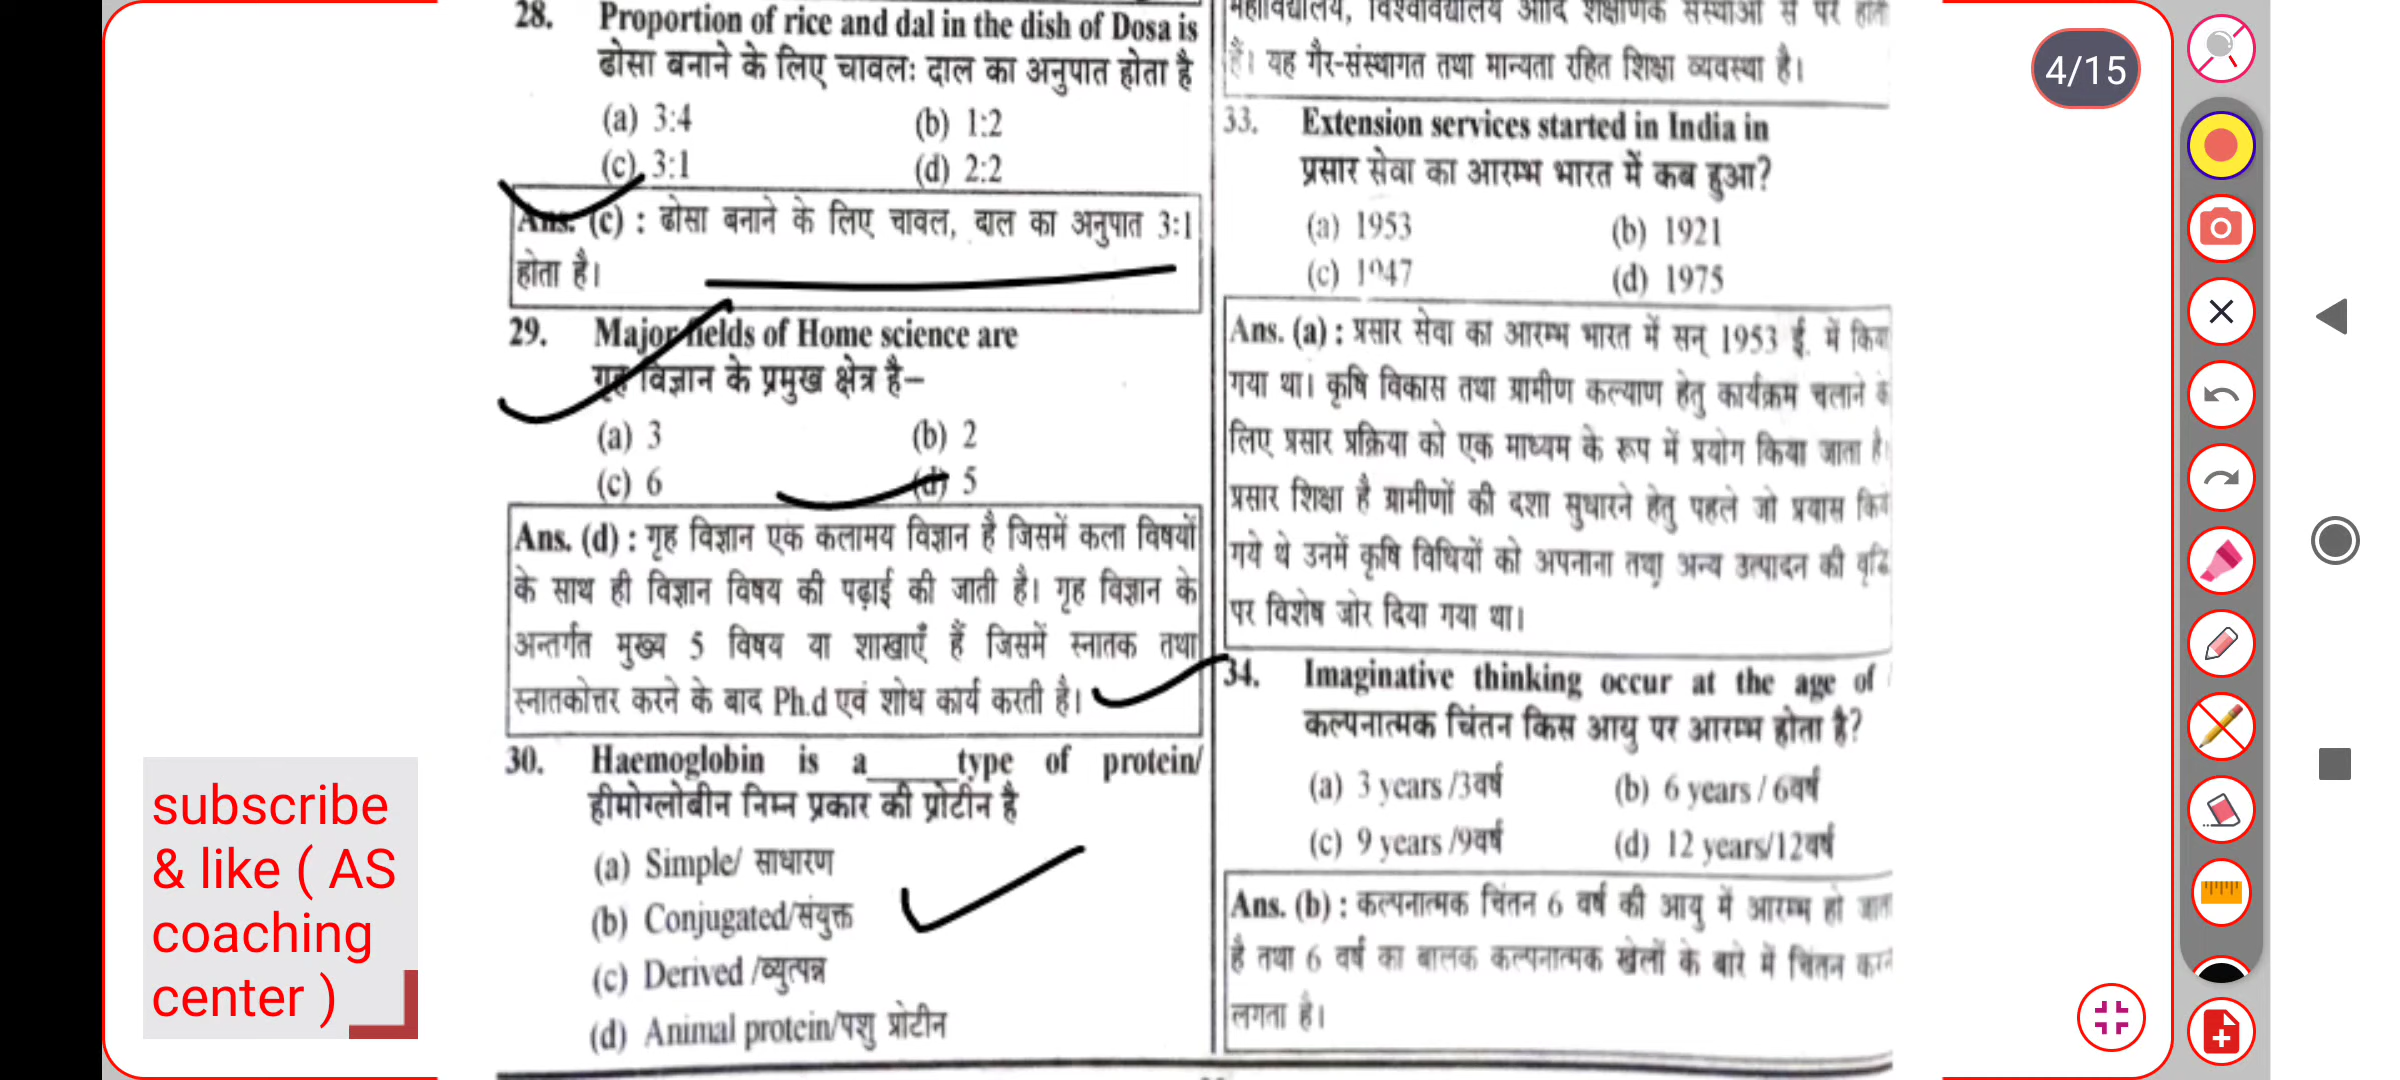 28. Proportion of rice and dal in the dish of Dosa is
ढोसा बनाने के लिए चावलः दाल का अनुपात होता है
(a) 3:4 (b) 1:2
(c) 3:1 (d) 2:2
Ans. (c) : ढोसा बनाने के लिए चावल, दाल का अनुपात 3:1
होता है।
29. Major fields of Home science are
गृह विज्ञान के प्रमुख क्षेत्र है–
(a) 3 (b) 2
(c) 6 (d) 5
Ans. (d) : गृह विज्ञान एक कलामय विज्ञान है जिसमें कला विषयों
के साथ ही विज्ञान विषय की पढ़ाई की जाती है। गृह विज्ञान के
अन्तर्गत मुख्य 5 विषय या शाखाएँ हैं जिसमें स्नातक तथा
स्नातकोत्तर करने के बाद Ph.d एवं शोध कार्य करती है।
30. Haemoglobin is a_____type of protein/
हीमोग्लोबीन निम्न प्रकार की प्रोटीन है
(a) Simple/ साधारण
(b) Conjugated/संयुक्त
(c) Derived /व्युत्पन्न
(d) Animal protein/पशु प्रोटीन
महाविद्यालय, विश्वविद्यालय आदि शैक्षणिक संस्थाओं से परे होती
हैं। यह गैर-संस्थागत तथा मान्यता रहित शिक्षा व्यवस्था है।
33. Extension services started in India in
प्रसार सेवा का आरम्भ भारत में कब हुआ?
(a) 1953 (b) 1921
(c) 1947 (d) 1975
Ans. (a) : प्रसार सेवा का आरम्भ भारत में सन् 1953 ई. में किया
गया था। कृषि विकास तथा ग्रामीण कल्याण हेतु कार्यक्रम चलाने के
लिए प्रसार प्रक्रिया को एक माध्यम के रूप में प्रयोग किया जाता है।
प्रसार शिक्षा है ग्रामीणों की दशा सुधारने हेतु पहले जो प्रयास किये
गये थे उनमें कृषि विधियों को अपनाना तथा अन्य उत्पादन की वृद्धि
पर विशेष जोर दिया गया था।
34. Imaginative thinking occur at the age of
कल्पनात्मक चिंतन किस आयु पर आरम्भ होता है?
(a) 3 years /3वर्ष (b) 6 years / 6वर्ष
(c) 9 years /9वर्ष (d) 12 years/12वर्ष
Ans. (b) : कल्पनात्मक चिंतन 6 वर्ष की आयु में आरम्भ हो जाता
है तथा 6 वर्ष का बालक कल्पनात्मक खेलों के बारे में चिंतन करने
लगता है।
4/15
subscribe
& like ( AS
coaching
center )